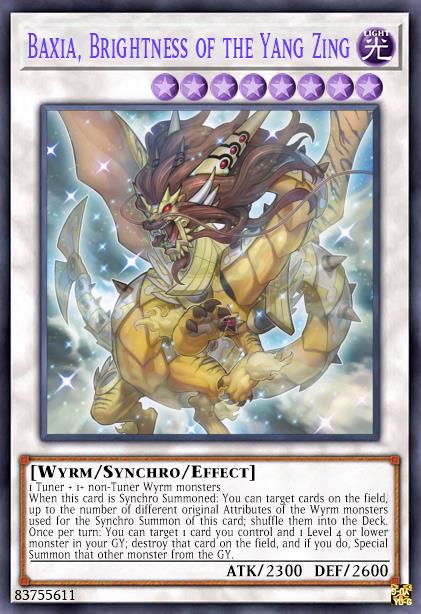 Baxia, Brightness of the Yang Zing
LIGHT
光
[Wyrm/Synchro/Effect]
1 Tuner + 1+ non-Tuner Wyrm monsters
When this card is Synchro Summoned: You can target cards on the field,
up to the number of different original Attributes of the Wyrm monsters
used for the Synchro Summon of this card; shuffle them into the Deck.
Once per turn: You can target 1 card you control and 1 Level 4 or lower
monster in your GY; destroy that card on the field, and if you do, Special
Summon that other monster from the GY.
ATK/2300 DEF/2600
83755611